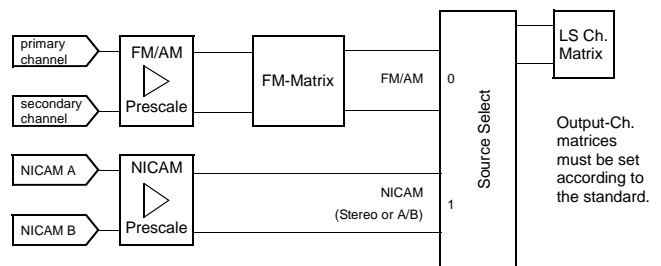 primary
channel
secondary
channel
FM/AM
Prescale
FM-Matrix
FM/AM
0
NICAM A
NICAM B
NICAM
Prescale
NICAM
(Stereo or A/B)
1
Source Select
LS Ch.
Matrix
Output-Ch.
matrices
must be set
according to
the standard.